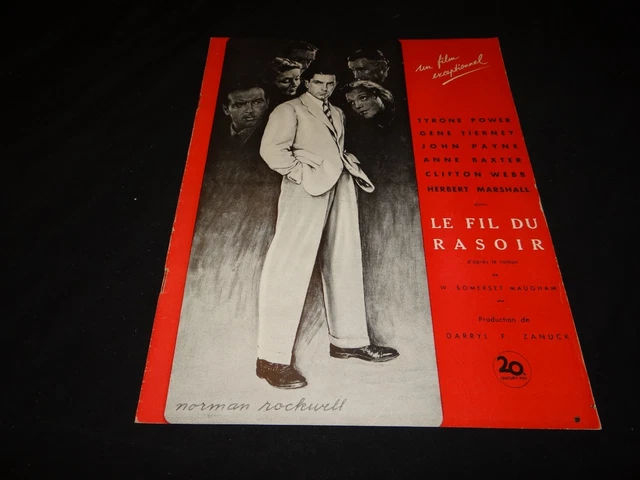 un film
exceptionnel
TYRONE POWER
GENE TIERNEY
JOHN PAYNE
ANNE BAXTER
CLIFTON WEBB
HERBERT MARSHALL
dans
LE FIL DU
RASOIR
d'après le roman
de
W. SOMERSET MAUGHAM
Production de
DARRYL F. ZANUCK
20
norman rockwell